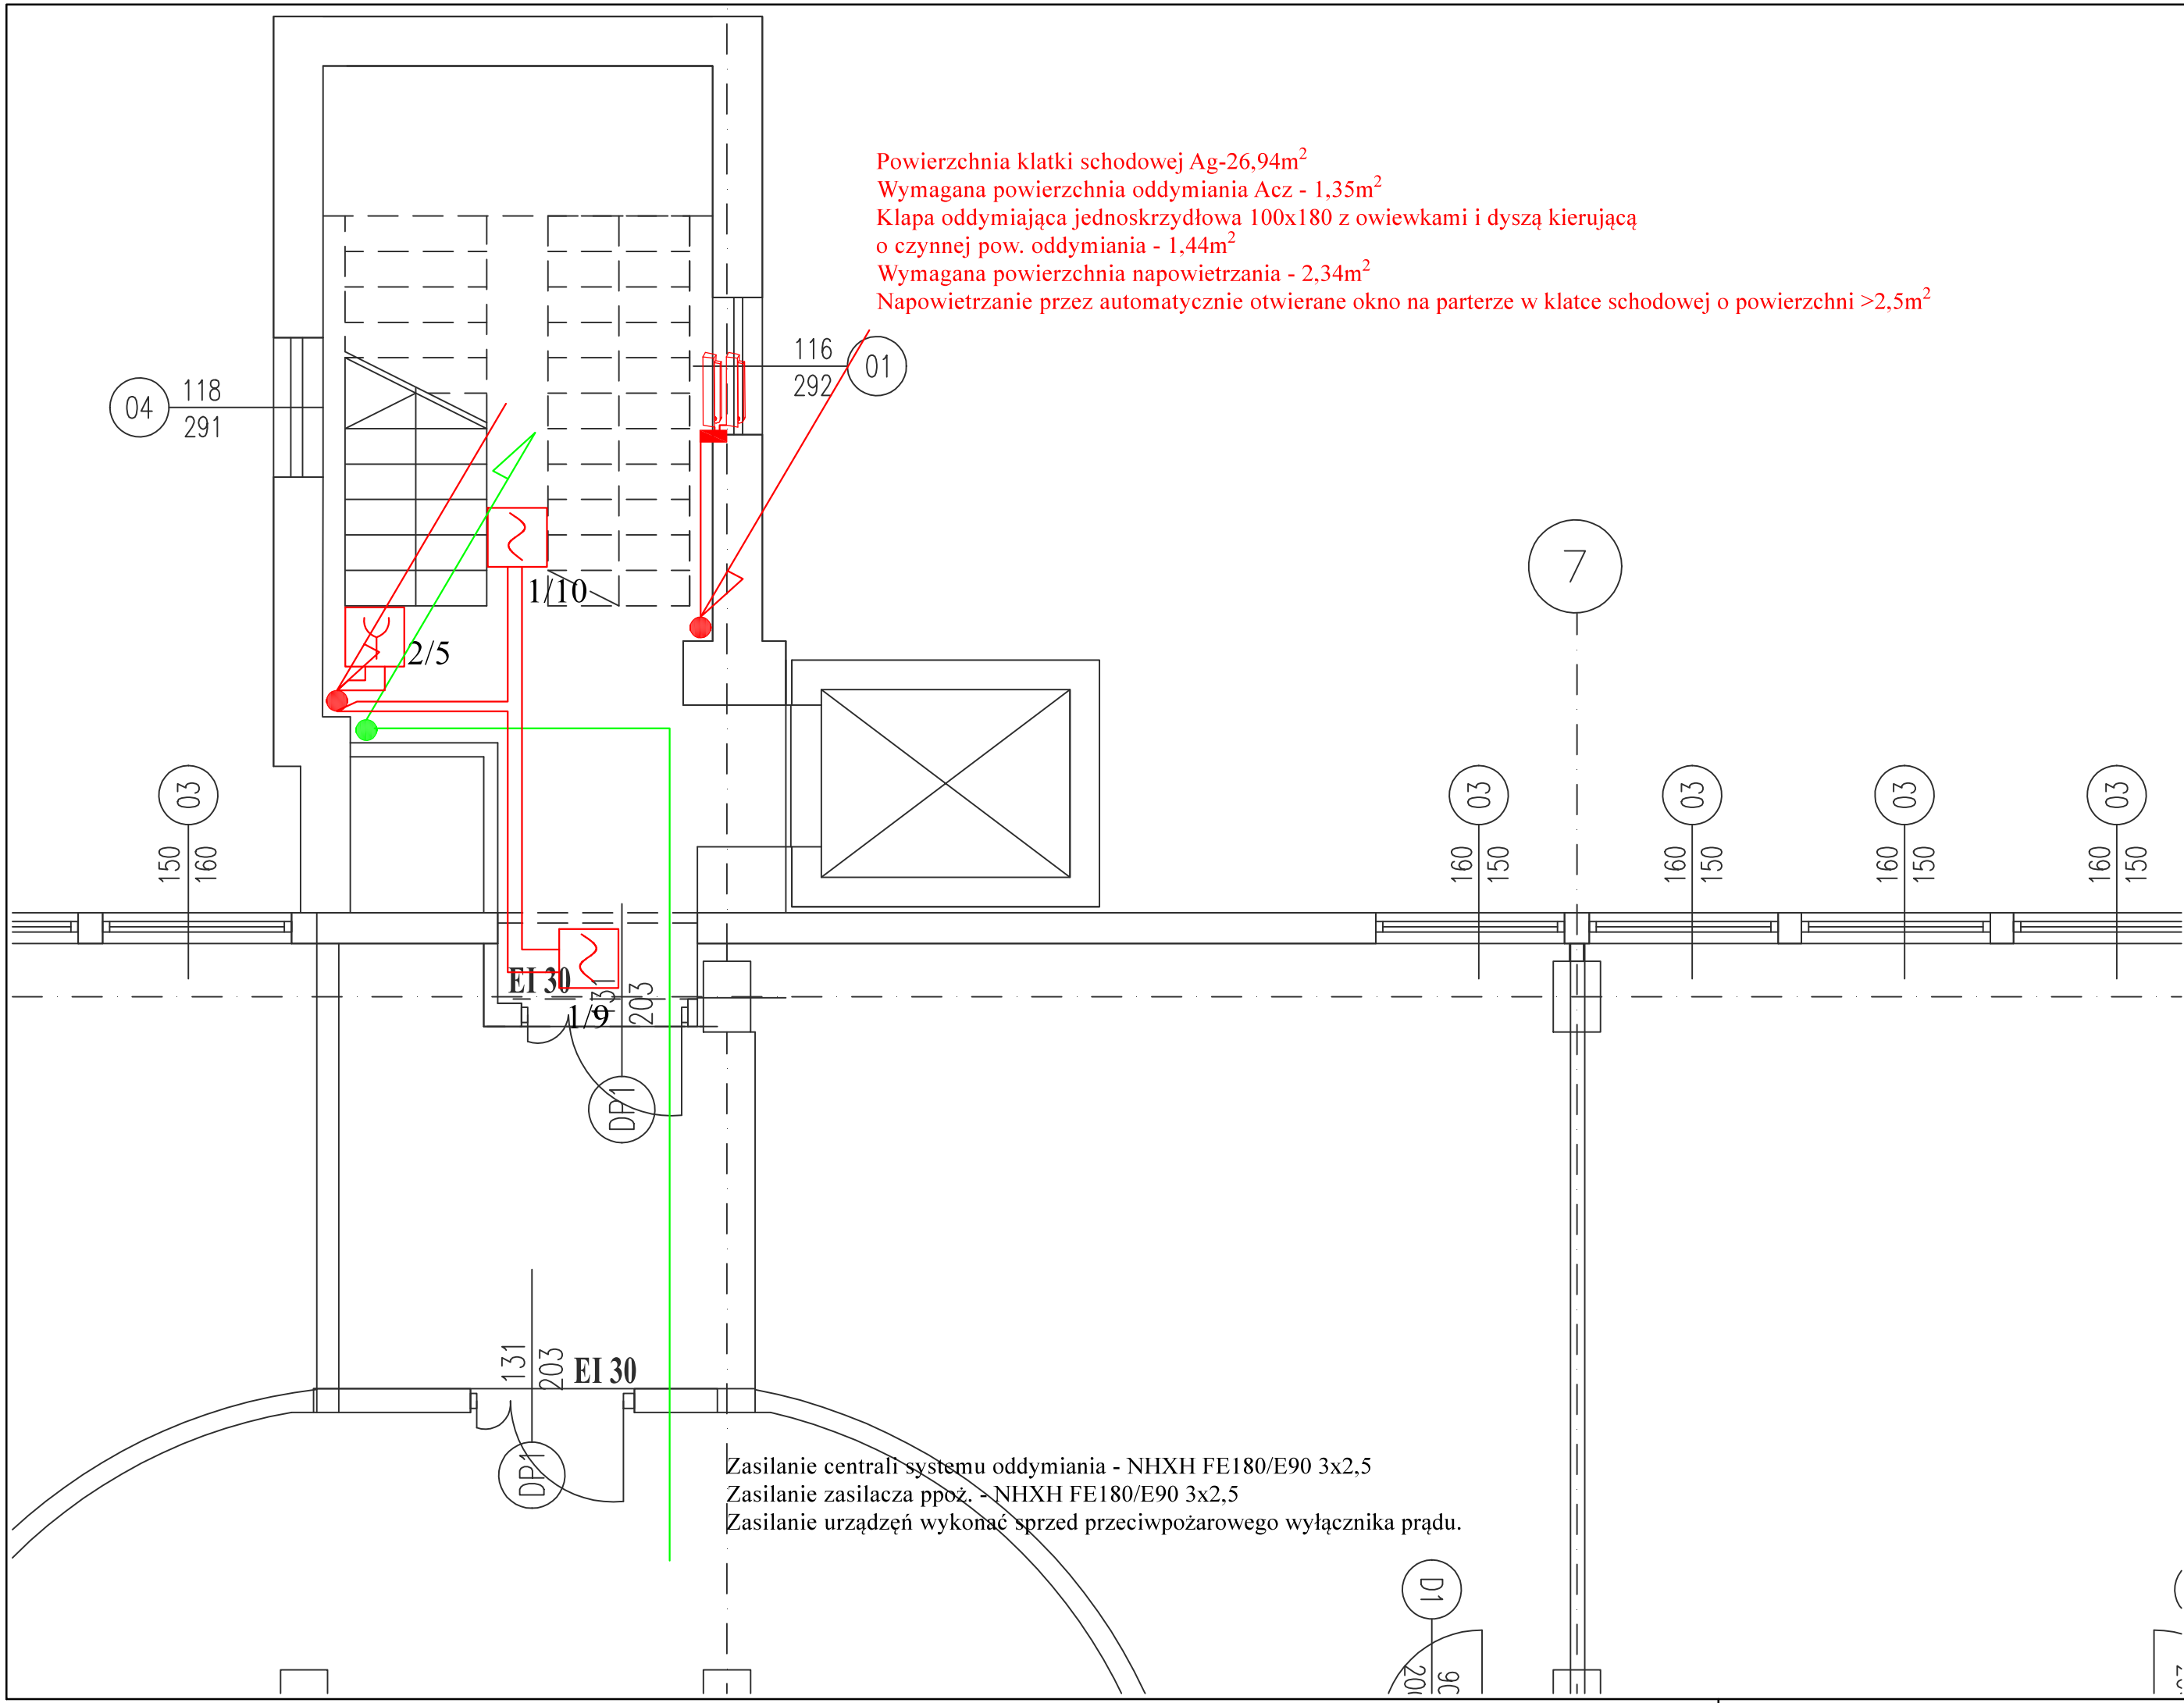 Powierzchnia klatki schodowej Ag-26,94m²
Wymagana powierzchnia oddymiania Acz - 1,35m²
Klapa oddymiająca jednoskrzydłowa 100x180 z owiewkami i dyszą kierującą
o czynnej pow. oddymiania - 1,44m²
Wymagana powierzchnia napowietrzania - 2,34m²
Napowietrzanie przez automatycznie otwierane okno na parterze w klatce schodowej o powierzchni >2,5m²
116
292
01
04
118
291
7
1/10
2/5
03
150
160
03
160
150
03
160
150
03
160
150
03
160
150
EI 30
131
203
1/9
DP1
131
203
EI 30
DP1
Zasilanie centrali systemu oddymiania - NHXH FE180/E90 3x2,5
Zasilanie zasilacza ppoż. - NHXH FE180/E90 3x2,5
Zasilanie urządzęń wykonać sprzed przeciwpożarowego wyłącznika prądu.
D1